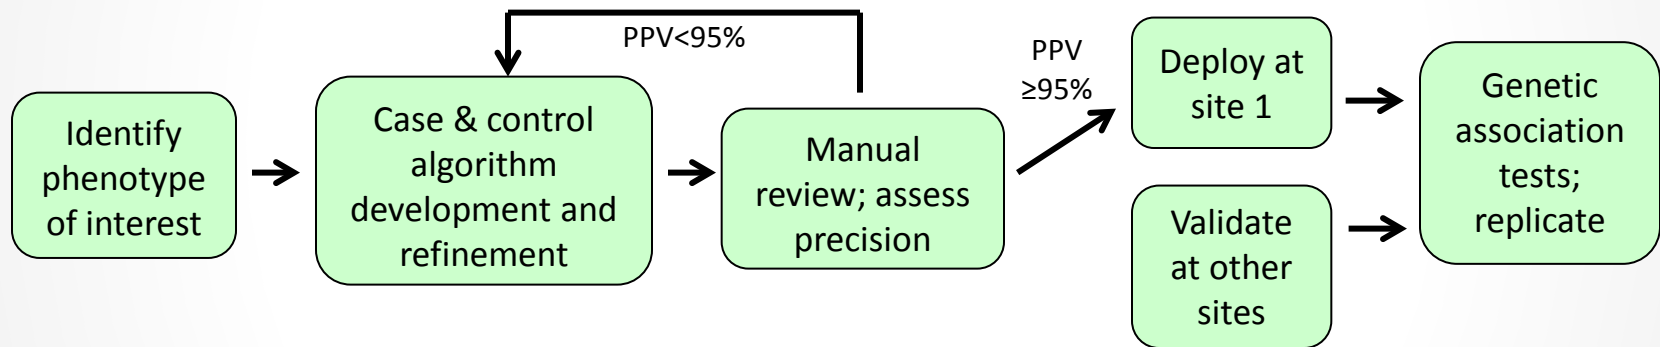 Identify
phenotype
of interest
PPV<95%
Case & control
algorithm
development and
refinement
Manual
review; assess
precision
PPV
≥95%
Deploy at
site 1
Validate
at other
sites
Genetic
association
tests;
replicate